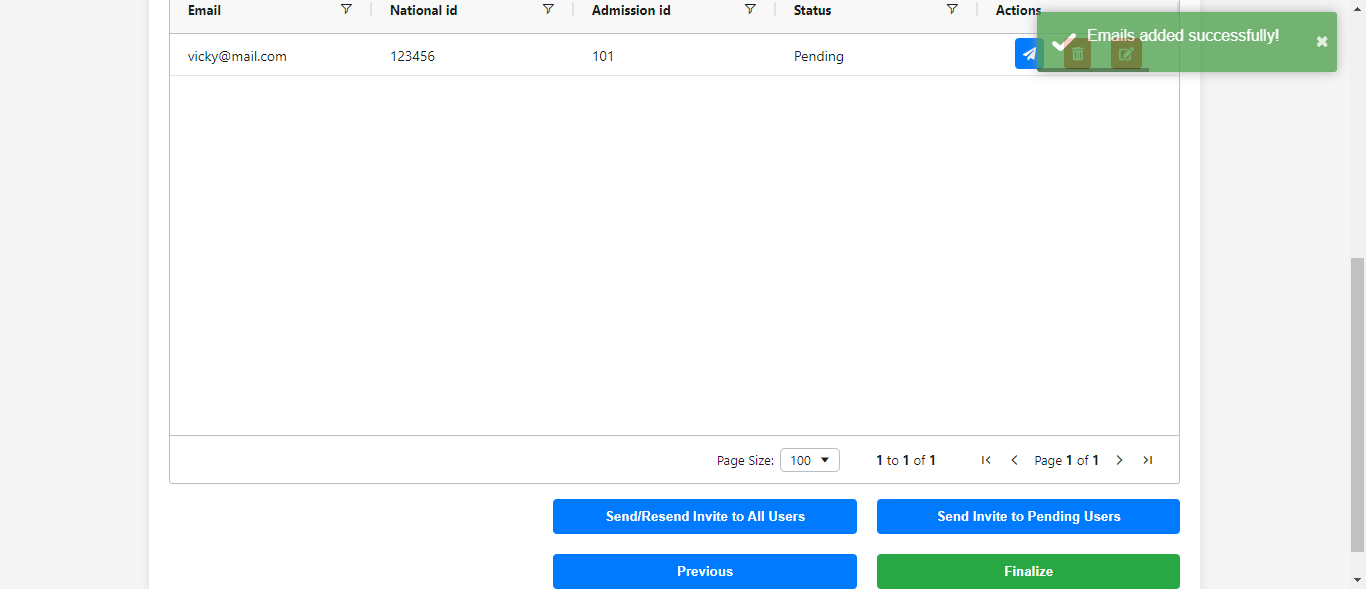 Email National id Admission id Status Actions
Emails added successfully!
vicky@mail.com 123456 101 Pending
Page Size: 100 1 to 1 of 1 Page 1 of 1
Send/Resend Invite to All Users Send Invite to Pending Users
Previous Finalize